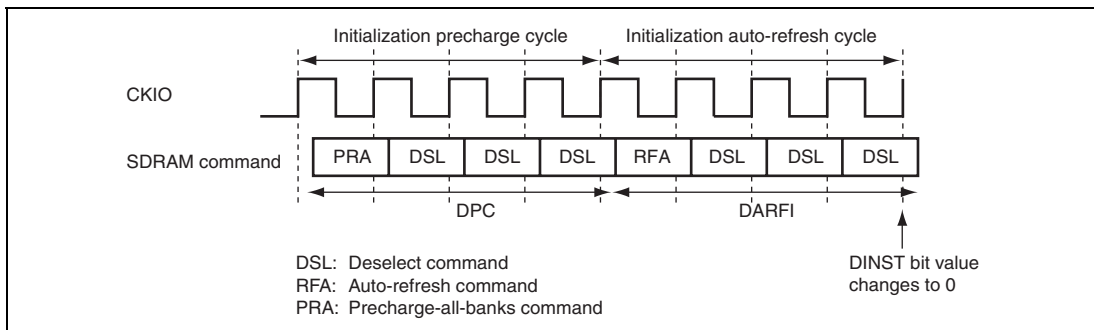 Initialization precharge cycle Initialization auto-refresh cycle
CKIO
SDRAM command PRA DSL DSL DSL RFA DSL DSL DSL
DPC DARFI
DSL: Deselect command
RFA: Auto-refresh command
PRA: Precharge-all-banks command
DINST bit value
changes to 0